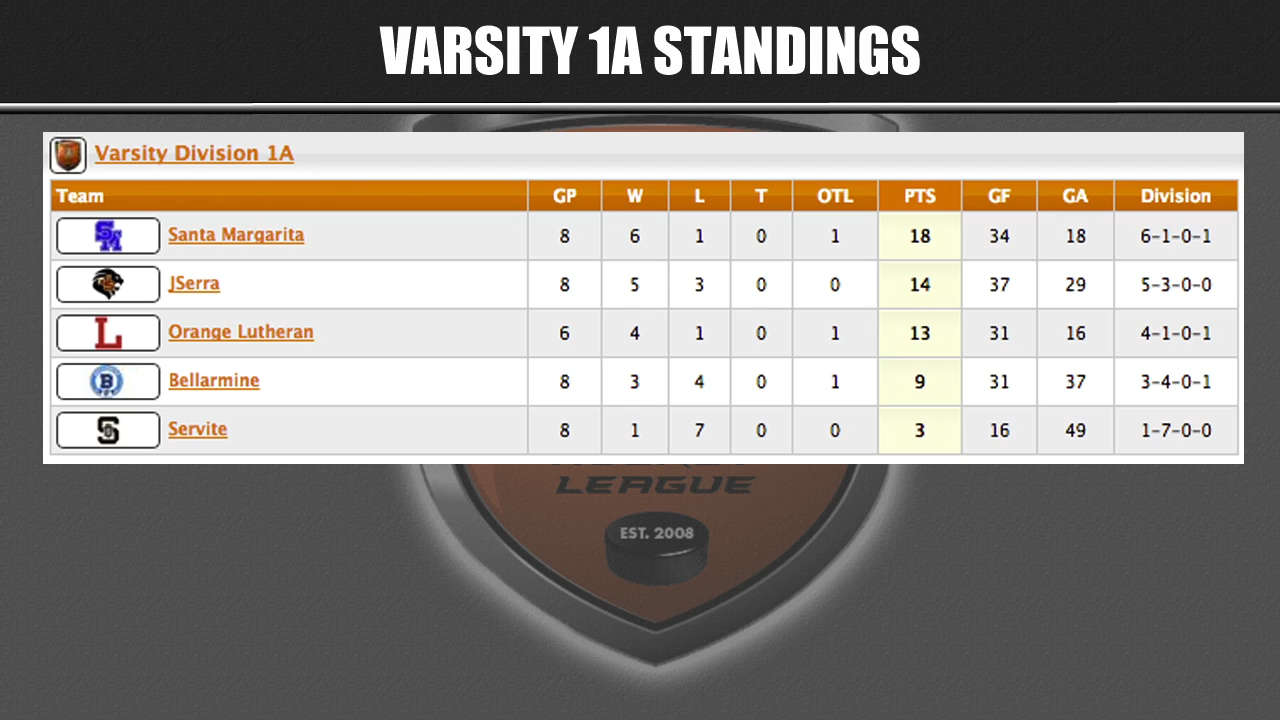 VARSITY 1A STANDINGS
Varsity Division 1A
Team GP W L T OTL PTS GF GA Division
SM Santa Margarita 8 6 1 0 1 18 34 18 6-1-0-1
JSerra 8 5 3 0 0 14 37 29 5-3-0-0
L Orange Lutheran 6 4 1 0 1 13 31 16 4-1-0-1
B Bellarmine 8 3 4 0 1 9 31 37 3-4-0-1
S Servite 8 1 7 0 0 3 16 49 1-7-0-0
LEAGUE
EST. 2008